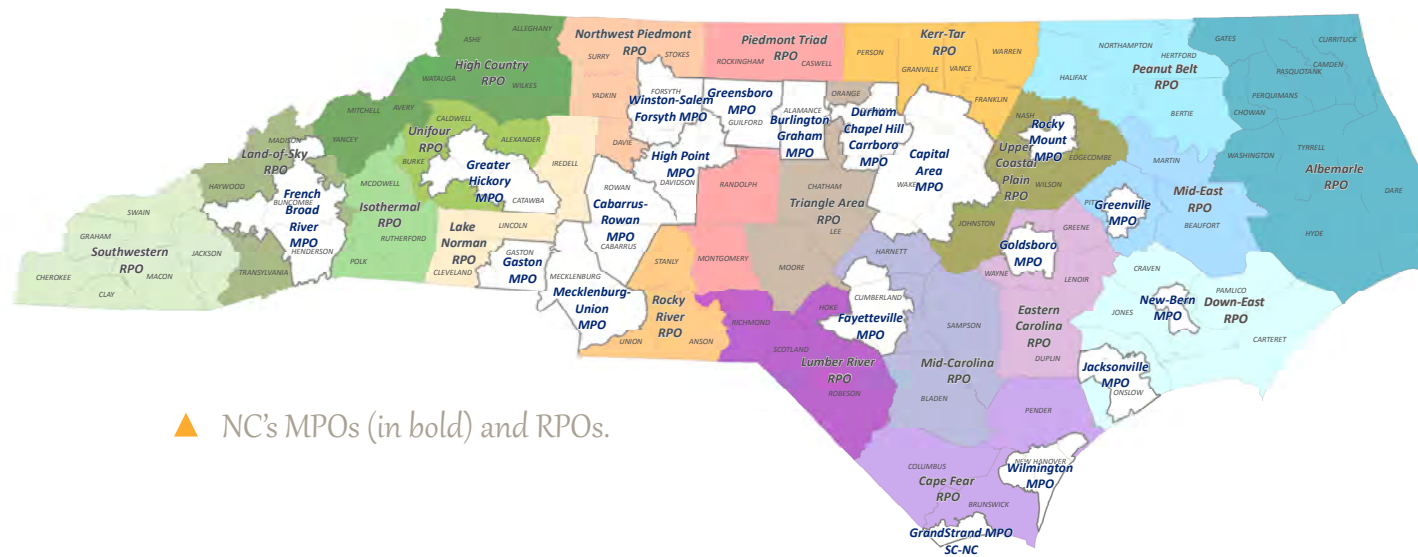 ALLEGHANY
ASHE
High Country
RPO
WATAUGA
WILKES
MITCHELL
AVERY
YANCEY
CALDWELL
Unifour
RPO
ALEXANDER
BURKE
Greater
Hickory
MPO
CATAWBA
MADISON
Land-of-Sky
RPO
HAYWOOD
BUNCOMBE
French
Broad
River
MPO
HENDERSON
TRANSYLVANIA
SWAIN
GRAHAM
Southwestern
RPO
JACKSON
CHEROKEE
MACON
CLAY
MCDOWELL
Isothermal
RPO
RUTHERFORD
POLK
IREDELL
LINCOLN
Lake
Norman
RPO
CLEVELAND
GASTON
Gaston
MPO
Northwest Piedmont
RPO
SURRY
STOKES
YADKIN
DAVIE
FORSYTH
Winston-Salem
Forsyth MPO
Piedmont Triad
RPO
ROCKINGHAM
CASWELL
Greensboro
MPO
GUILFORD
High Point
MPO
DAVIDSON
RANDOLPH
MONTGOMERY
ROWAN
Cabarrus-
Rowan
MPO
CABARRUS
MECKLENBURG
Mecklenburg-
Union
MPO
STANLY
Rocky
River
RPO
UNION
ANSON
ALAMANCE
Burlington
Graham
MPO
ORANGE
Durham
Chapel Hill
Carrboro
MPO
CHATHAM
Triangle Area
RPO
LEE
MOORE
Kerr-Tar
RPO
PERSON
WARREN
GRANVILLE
VANCE
FRANKLIN
Capital
Area
MPO
WAKE
NASH
Rocky
Mount
MPO
EDGECOMBE
Upper
Coastal
Plain
RPO
WILSON
JOHNSTON
NORTHAMPTON
HERTFORD
Peanut Belt
RPO
HALIFAX
BERTIE
GATES
CURRITUCK
CAMDEN
PASQUOTANK
PERQUIMANS
CHOWAN
WASHINGTON
TYRRELL
Albemarle
RPO
DARE
HYDE
MARTIN
Mid-East
RPO
BEAUFORT
Greenville
MPO
GREENE
Goldsboro
MPO
WAYNE
LENOIR
Eastern
Carolina
RPO
DUPLIN
CRAVEN
PAMLICO
New-Bern
MPO
Down-East
RPO
JONES
CARTERET
Jacksonville
MPO
ONSLOW
HARNETT
CUMBERLAND
Fayetteville
MPO
SAMPSON
Mid-Carolina
RPO
BLADEN
HOKE
RICHMOND
SCOTLAND
Lumber River
RPO
ROBESON
PENDER
NEW HANOVER
Wilmington
MPO
COLUMBUS
Cape Fear
RPO
BRUNSWICK
GrandStrand MPO
SC-NC
NC's MPOs (in bold) and RPOs.